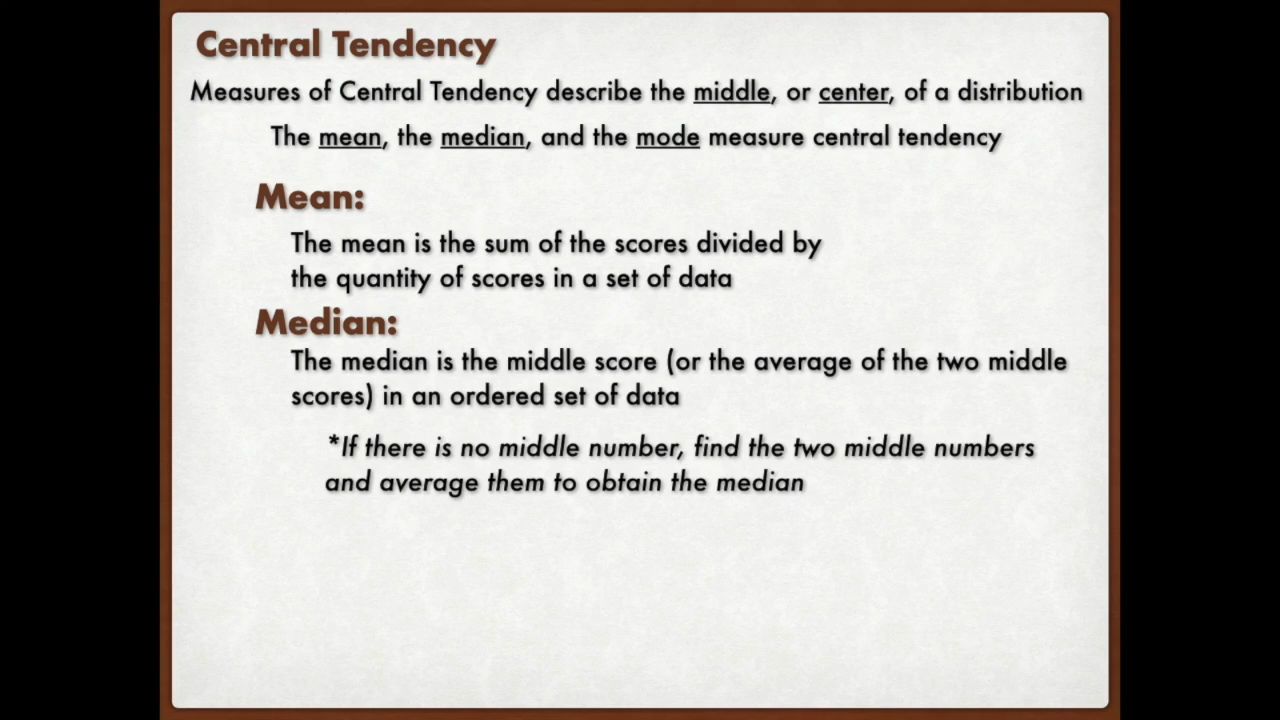 Central Tendency
Measures of Central Tendency describe the middle, or center, of a distribution
The mean, the median, and the mode measure central tendency
Mean:
The mean is the sum of the scores divided by
the quantity of scores in a set of data
Median:
The median is the middle score (or the average of the two middle
scores) in an ordered set of data
*If there is no middle number, find the two middle numbers
and average them to obtain the median